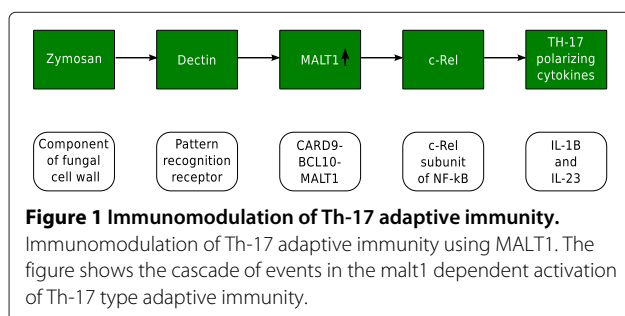 Zymosan
Dectin
MALT1
c-Rel
TH-17
polarizing
cytokines
Component
of fungal
cell wall
Pattern
recognition
receptor
CARD9-
BCL10-
MALT1
c-Rel
subunit
of NF-kB
IL-1B
and
IL-23
Figure 1 Immunomodulation of Th-17 adaptive immunity.
Immunomodulation of Th-17 adaptive immunity using MALT1. The
figure shows the cascade of events in the malt1 dependent activation
of Th-17 type adaptive immunity.